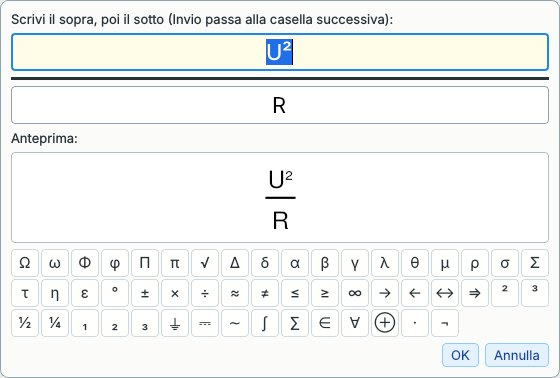 Scrivi il sopra, poi il sotto (Invio passa alla casella successiva):
U²
R
Anteprima:
U²
R
Ω ω Φ φ Π π √ Δ δ α β γ λ θ μ ρ σ Σ
τ η ε ° ± × ÷ ≈ ≠ ≤ ≥ ∞ → ← ↔ ⇒ ² ³
½ ¼ ₁ ₂ ₃ ⏚ ⎓ ∼ ∫ ∑ ∈ ∀ ⊕ · ¬
OK Annulla